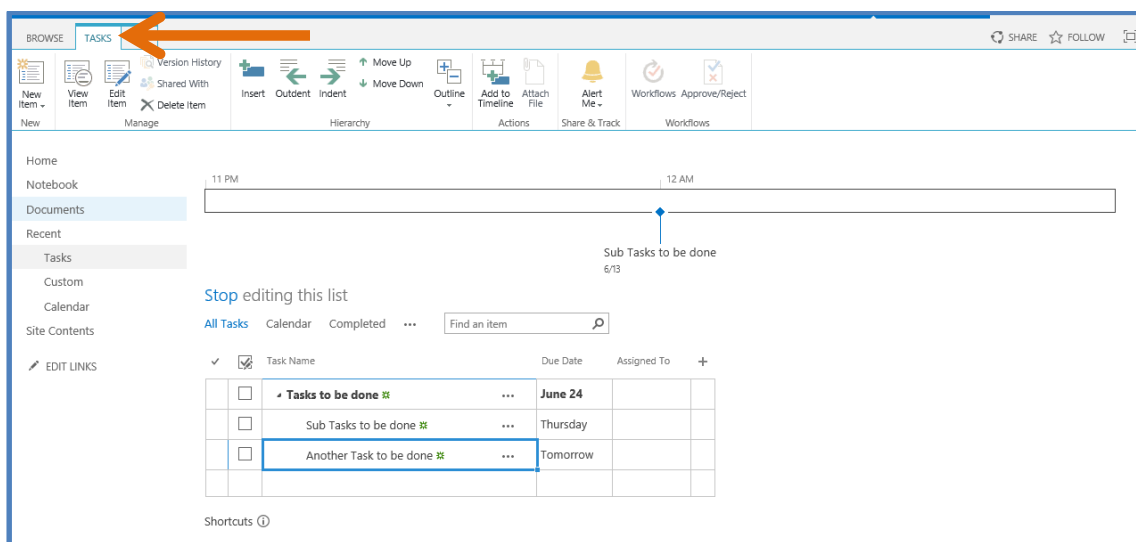 BROWSE TASKS
SHARE FOLLOW
New Item
View Item
Edit Item
Version History
Shared With
Delete Item
Insert Outdent Indent
Move Up
Move Down
Outline
Add to Timeline
Attach File
Alert Me
Workflows Approve/Reject
New Manage Hierarchy Actions Share & Track Workflows
Home
Notebook
Documents
Recent
Tasks
Custom
Calendar
Site Contents
EDIT LINKS
11 PM 12 AM
Sub Tasks to be done
6/13
Stop editing this list
All Tasks Calendar Completed ••• Find an item
Task Name Due Date Assigned To +
Tasks to be done ••• June 24
Sub Tasks to be done ••• Thursday
Another Task to be done ••• Tomorrow
Shortcuts